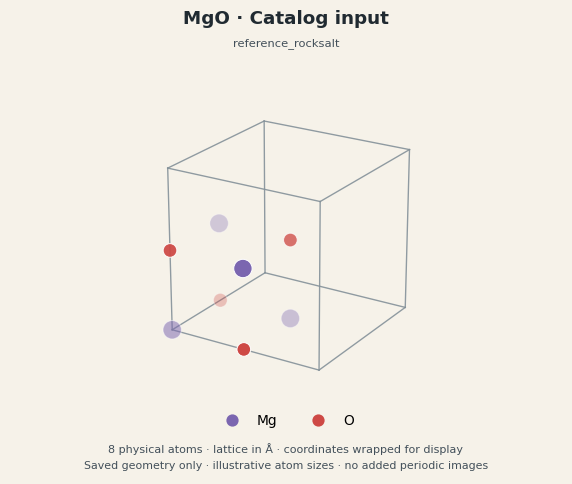 MgO · Catalog input
reference_rocksalt
Mg O
8 physical atoms · lattice in Å · coordinates wrapped for display
Saved geometry only · illustrative atom sizes · no added periodic images